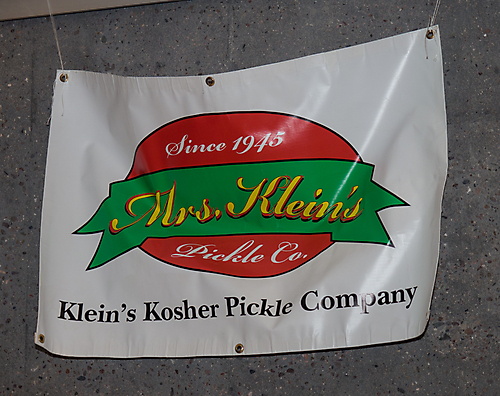 Since 1945
Mrs. Klein's
Pickle Co.
Klein's Kosher Pickle Company